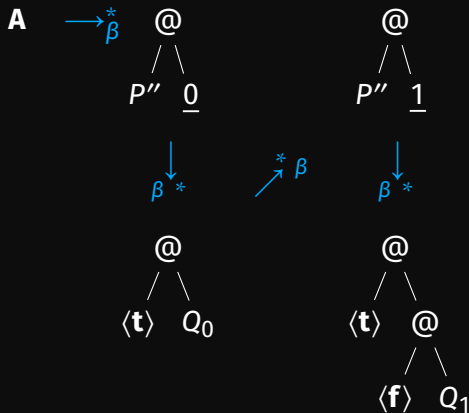 A →*β @ @
P″ 0 P″ 1
↓ ↗* β ↓
β * β *
@ @
⟨t⟩ Q₀ ⟨t⟩ @
⟨f⟩ Q₁